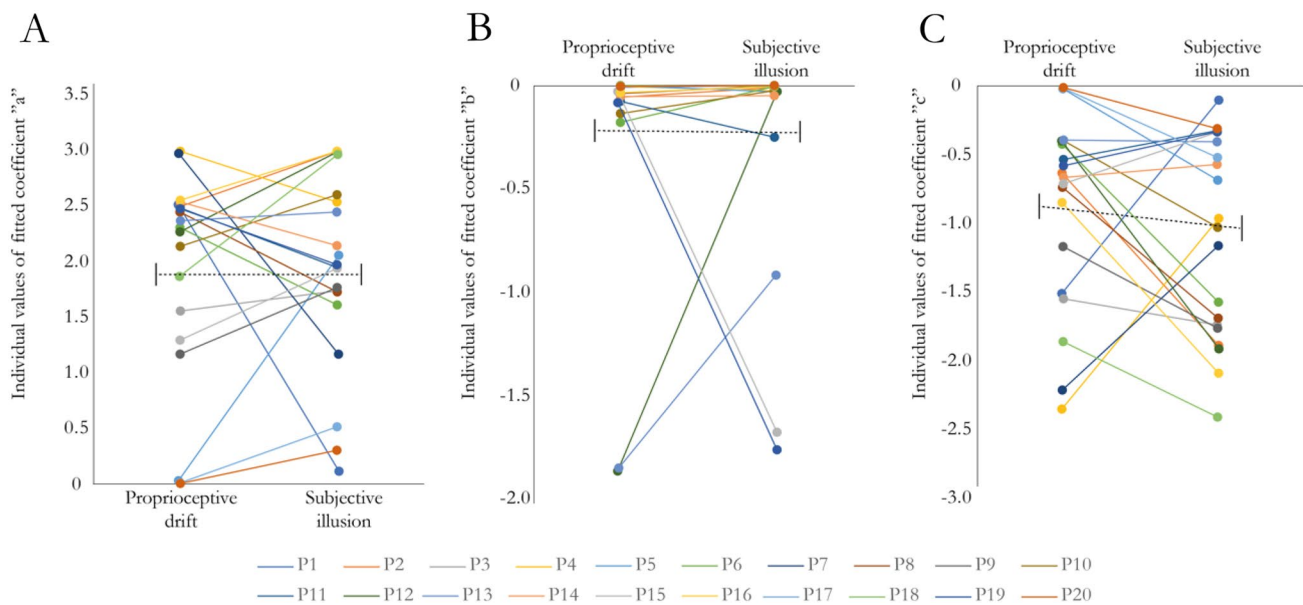 A
Individual values of fitted coefficient ”a”
3.5
3.0
2.5
2.0
1.5
1.0
0.5
0
Proprioceptive
drift
Subjective
illusion
B
Proprioceptive
drift
Subjective
illusion
Individual values of fitted coefficient ”b”
0
-0.5
-1.0
-1.5
-2.0
C
Proprioceptive
drift
Subjective
illusion
Individual values of fitted coefficient ”c”
0
-0.5
-1.0
-1.5
-2.0
-2.5
-3.0
P1 P2 P3 P4 P5 P6 P7 P8 P9 P10
P11 P12 P13 P14 P15 P16 P17 P18 P19 P20